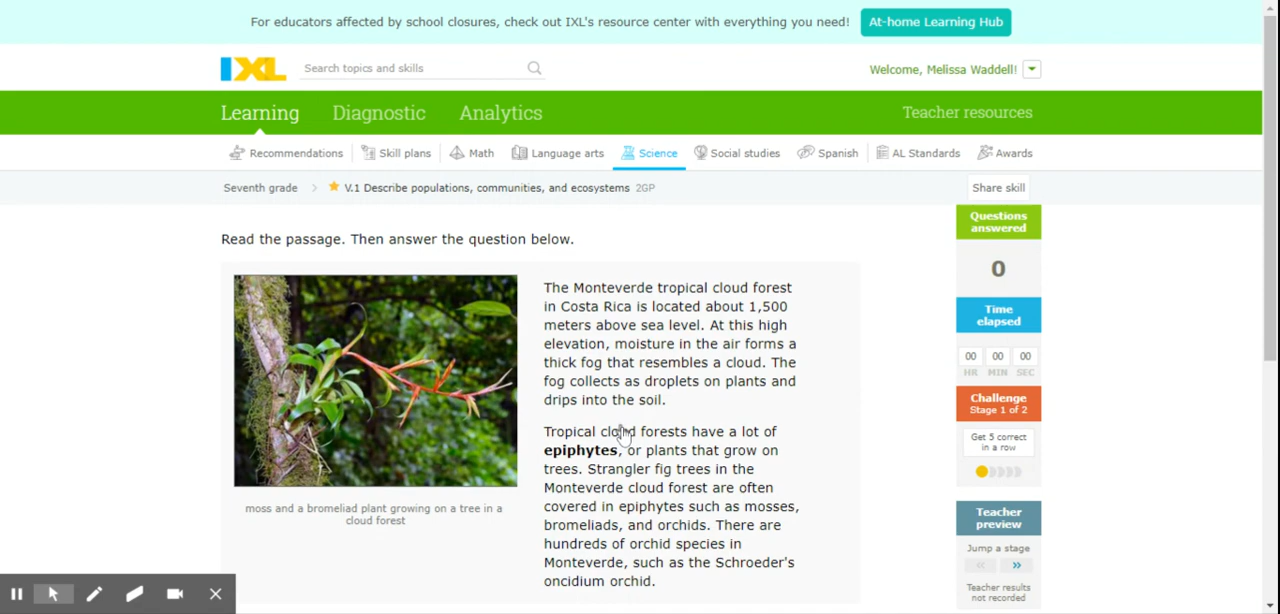 For educators affected by school closures, check out IXL's resource center with everything you need! At-home Learning Hub
IXL Search topics and skills Welcome, Melissa Waddell!
Learning Diagnostic Analytics Teacher resources
Recommendations Skill plans Math Language arts Science Social studies Spanish AL Standards Awards
Seventh grade > V.1 Describe populations, communities, and ecosystems 2GP Share skill
Read the passage. Then answer the question below.
The Monteverde tropical cloud forest
in Costa Rica is located about 1,500
meters above sea level. At this high
elevation, moisture in the air forms a
thick fog that resembles a cloud. The
fog collects as droplets on plants and
drips into the soil.
Tropical cloud forests have a lot of
epiphytes, or plants that grow on
trees. Strangler fig trees in the
Monteverde cloud forest are often
covered in epiphytes such as mosses,
bromeliads, and orchids. There are
hundreds of orchid species in
Monteverde, such as the Schroeder's
oncidium orchid.
moss and a bromeliad plant growing on a tree in a
cloud forest
Questions
answered
0
Time
elapsed
00 00 00
HR MIN SEC
Challenge
Stage 1 of 2
Get 5 correct
in a row
Teacher
preview
Jump a stage
<< >>
Teacher results
not recorded